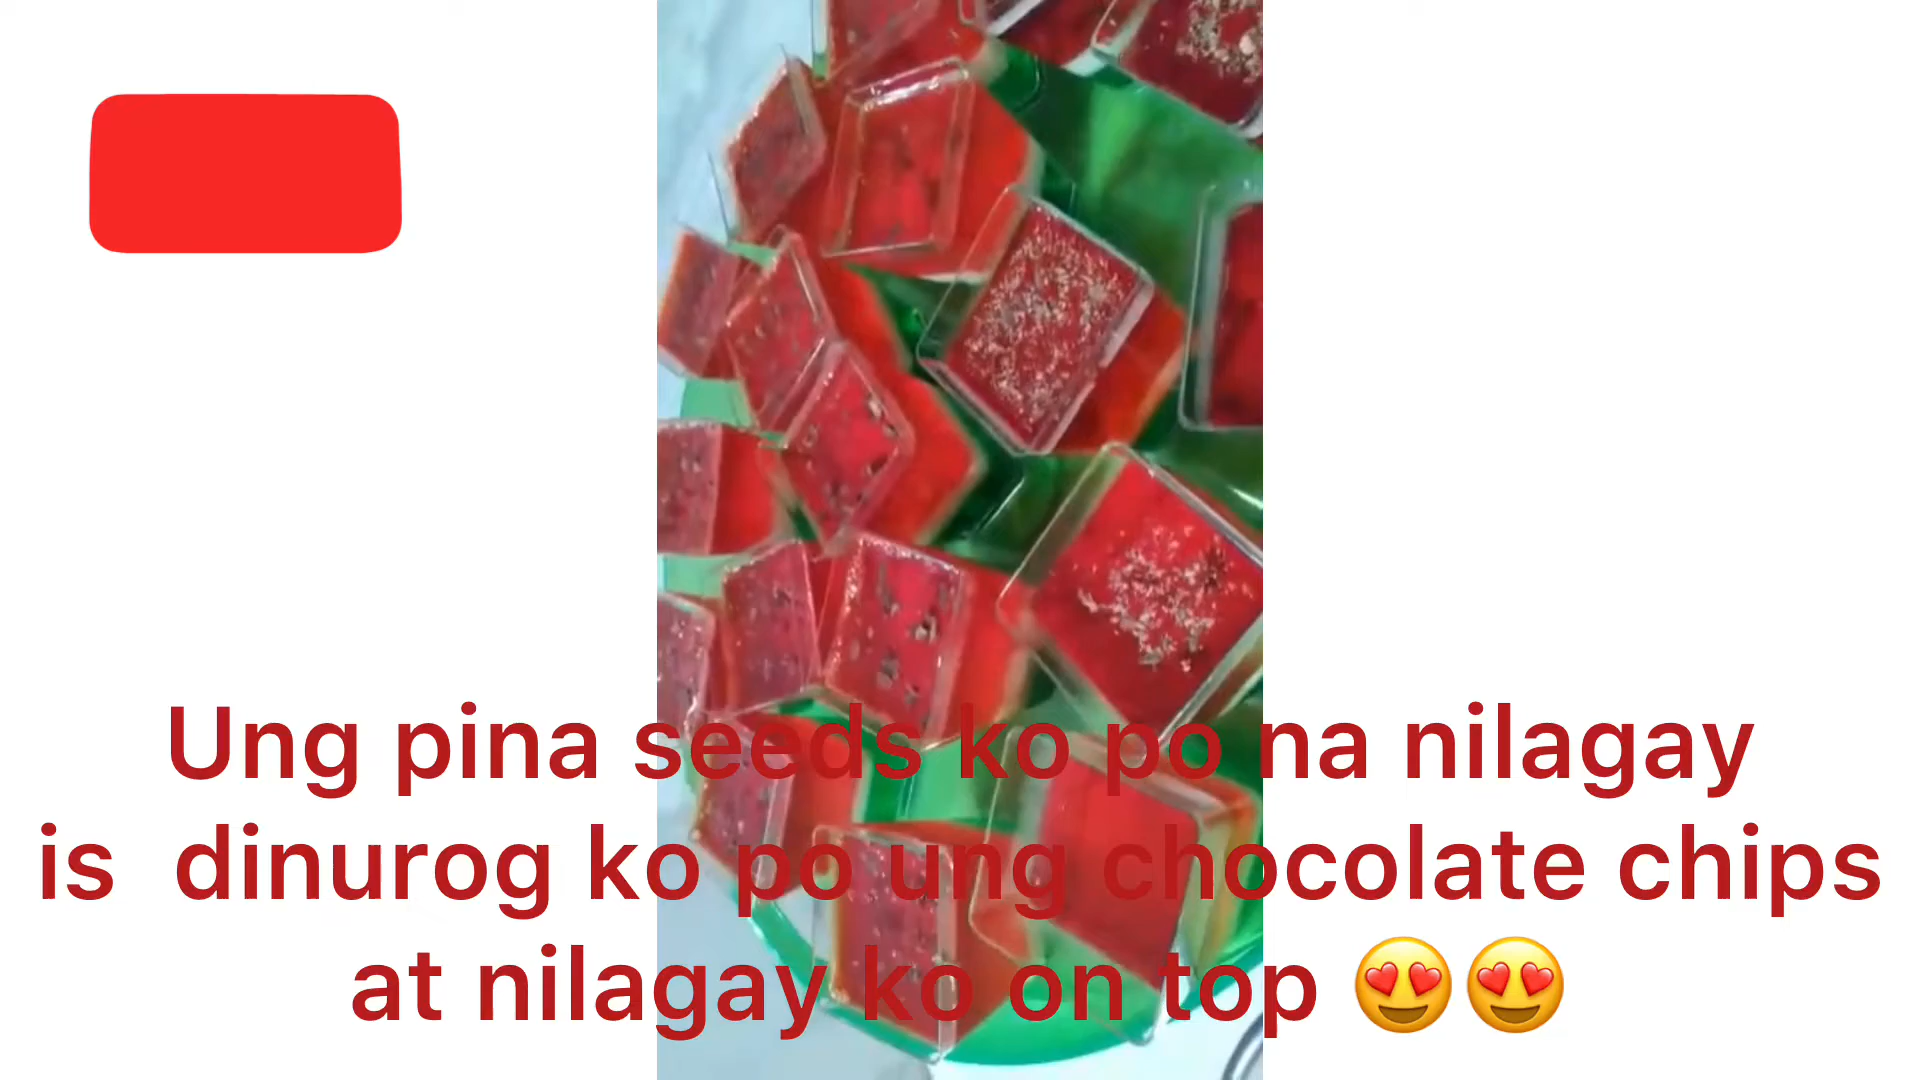 Ung pina seeds ko po na nilagay
is  dinurog ko po ung chocolate chips
at nilagay ko on top 😍😍